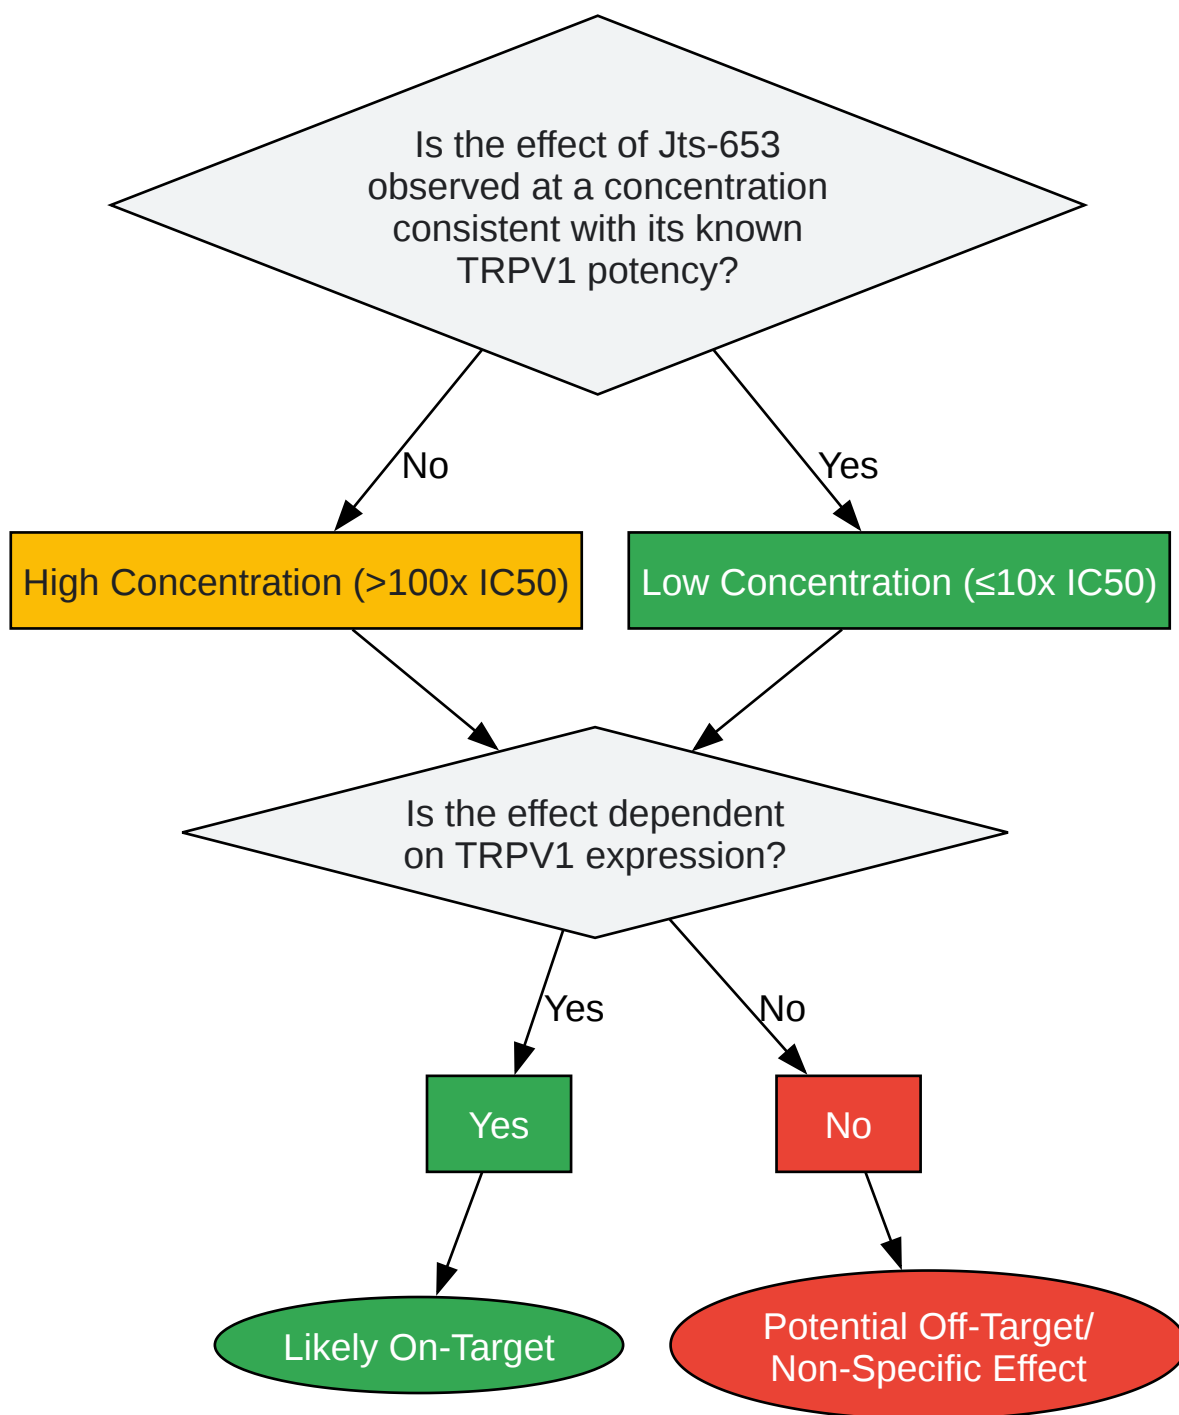 Is the effect of Jts-653
observed at a concentration
consistent with its known
TRPV1 potency?
No
Yes
High Concentration (>100x IC50)
Low Concentration (≤10x IC50)
Is the effect dependent
on TRPV1 expression?
Yes
No
Yes
No
Likely On-Target
Potential Off-Target/
Non-Specific Effect